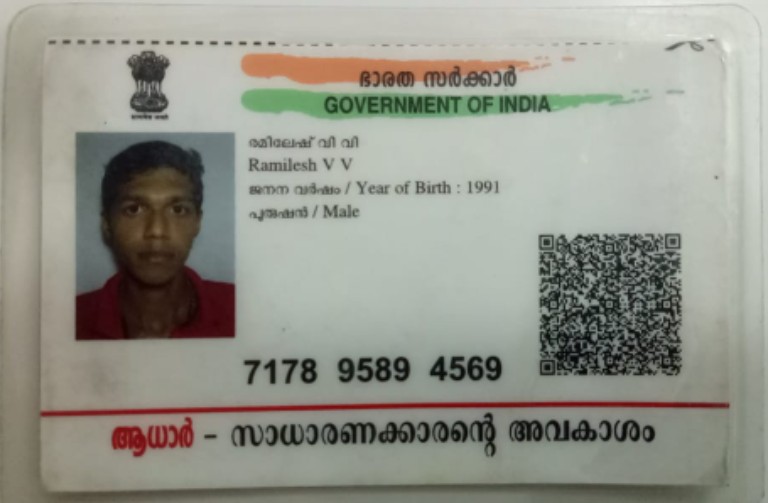 ഭാരത സർക്കാർ
GOVERNMENT OF INDIA
രമിലേഷ് വി വി
Ramilesh V V
ജനന വർഷം / Year of Birth : 1991
പുരുഷൻ / Male
7178 9589 4569
ആധാർ - സാധാരണക്കാരന്റെ അവകാശം